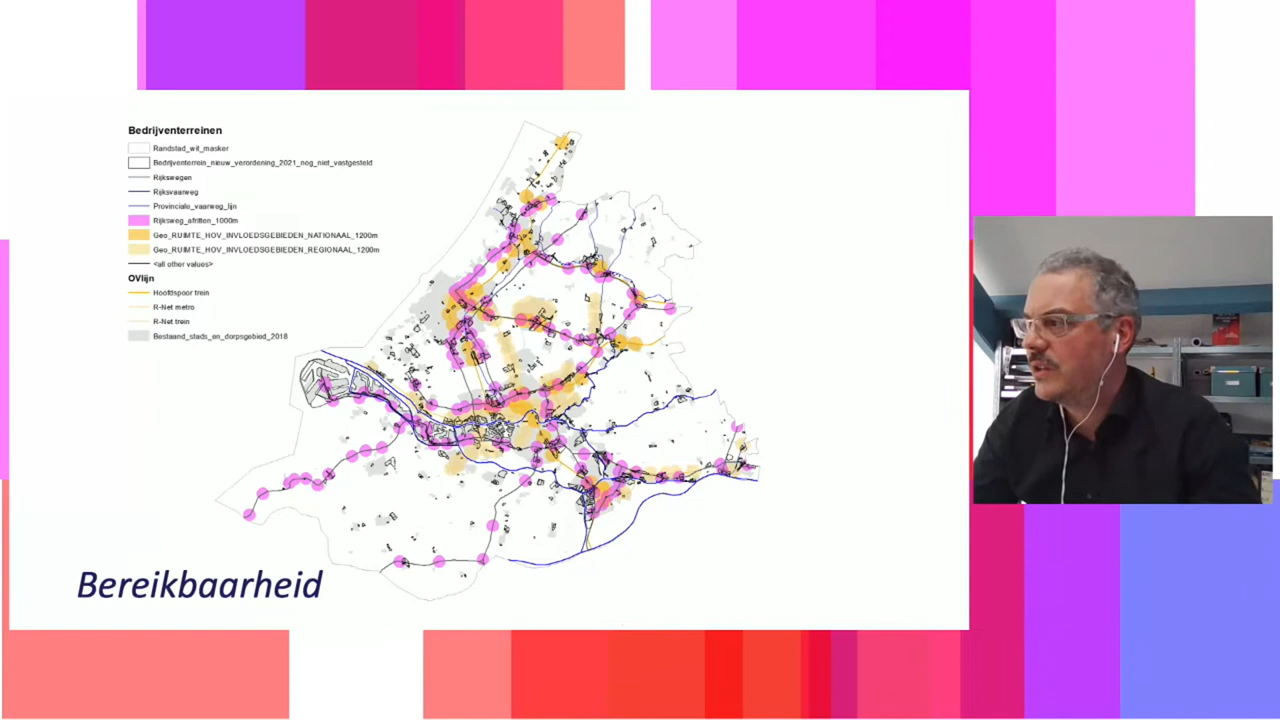 Bedrijventerreinen
Randstad_wit_masker
Bedrijventerrein_nieuw_verordening_2021_nog_niet_vastgesteld
Rijkswegen
Rijksvaarweg
Provinciale_vaarweg_lijn
Rijksweg_afritten_1000m
Geo_RUIMTE_HOV_INVLOEDSGEBIEDEN_NATIONAAL_1200m
Geo_RUIMTE_HOV_INVLOEDSGEBIEDEN_REGIONAAL_1200m
<all other values>
OVlijn
Hoofdspoor trein
R-Net metro
R-Net trein
Bestaand_stads_en_dorpsgebied_2018
Bereikbaarheid